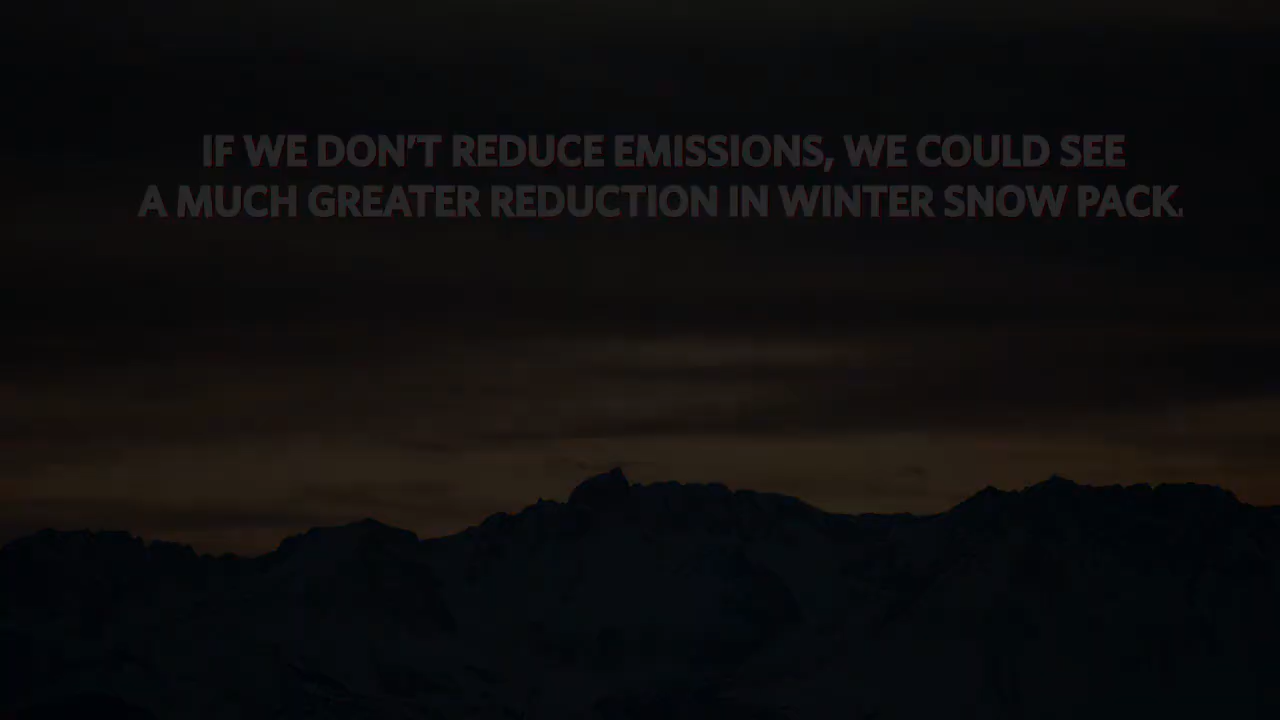 IF WE DON'T REDUCE EMISSIONS, WE COULD SEE
A MUCH GREATER REDUCTION IN WINTER SNOW PACK.